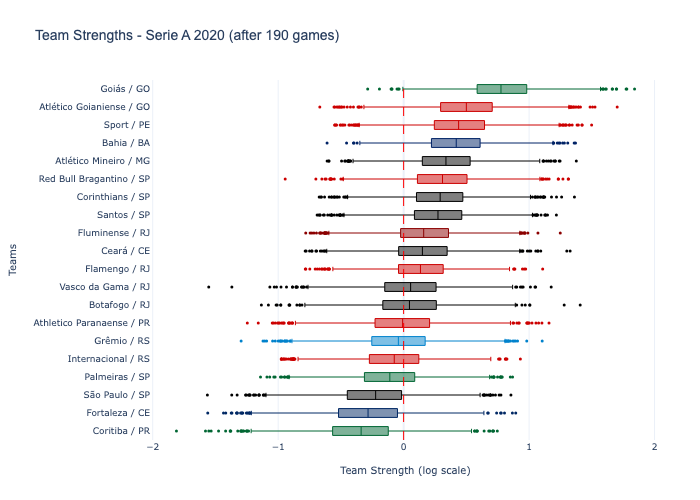 Team Strengths - Serie A 2020 (after 190 games)
Goiás / GO
Atlético Goianiense / GO
Sport / PE
Bahia / BA
Atlético Mineiro / MG
Red Bull Bragantino / SP
Corinthians / SP
Santos / SP
Fluminense / RJ
Ceará / CE
Flamengo / RJ
Vasco da Gama / RJ
Botafogo / RJ
Athletico Paranaense / PR
Grêmio / RS
Internacional / RS
Palmeiras / SP
São Paulo / SP
Fortaleza / CE
Coritiba / PR
Teams
−2 −1 0 1 2
Team Strength (log scale)